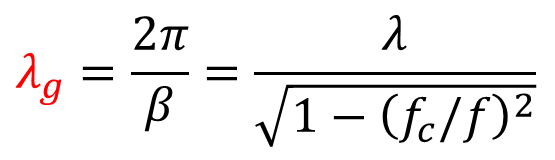 λ_g = 2π/β = λ/√(1 − (f_c/f)²)